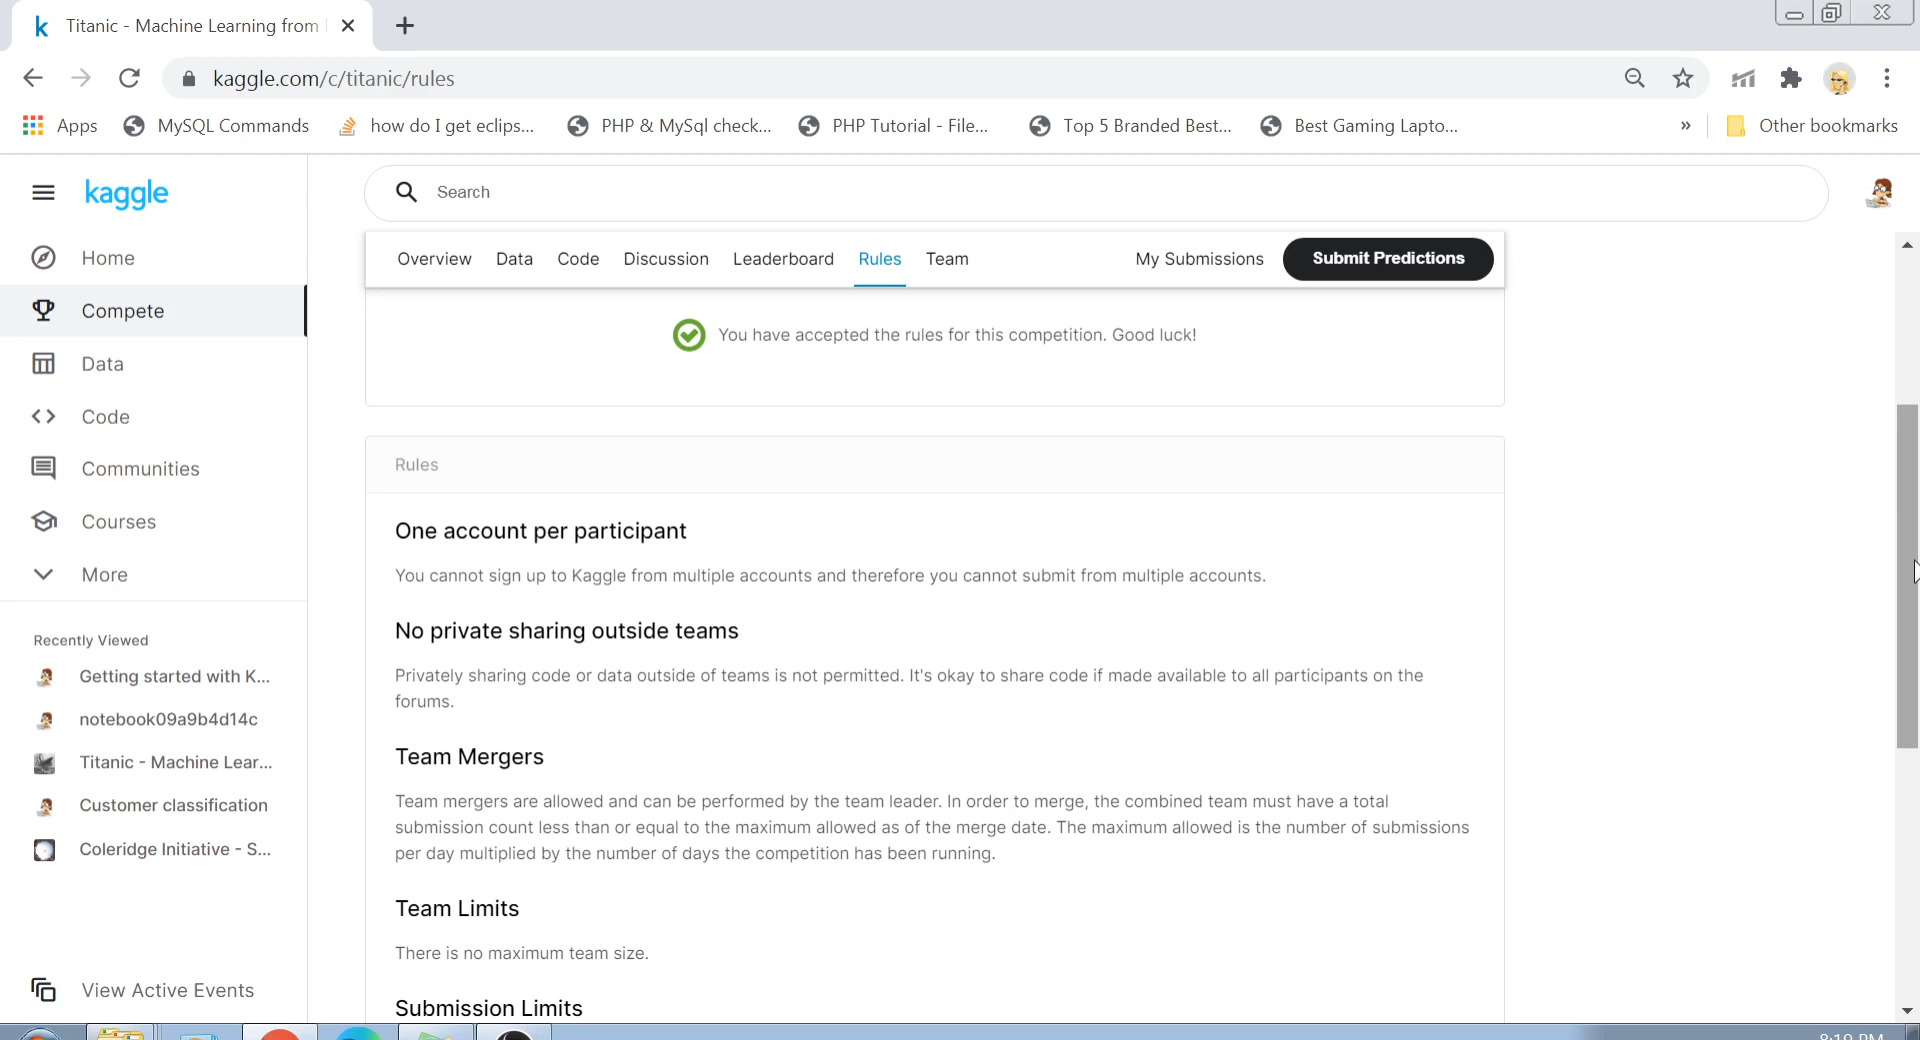 Titanic - Machine Learning from
kaggle.com/c/titanic/rules
Apps
MySQL Commands
how do I get eclips...
PHP & MySql check...
PHP Tutorial - File...
Top 5 Branded Best...
Best Gaming Lapto...
»
Other bookmarks
kaggle
Search
Home
Compete
Data
Code
Communities
Courses
More
Recently Viewed
Getting started with K...
notebook09a9b4d14c
Titanic - Machine Lear...
Customer classification
Coleridge Initiative - S...
View Active Events
Overview
Data
Code
Discussion
Leaderboard
Rules
Team
My Submissions
Submit Predictions
You have accepted the rules for this competition. Good luck!
Rules
One account per participant
You cannot sign up to Kaggle from multiple accounts and therefore you cannot submit from multiple accounts.
No private sharing outside teams
Privately sharing code or data outside of teams is not permitted. It's okay to share code if made available to all participants on the
forums.
Team Mergers
Team mergers are allowed and can be performed by the team leader. In order to merge, the combined team must have a total
submission count less than or equal to the maximum allowed as of the merge date. The maximum allowed is the number of submissions
per day multiplied by the number of days the competition has been running.
Team Limits
There is no maximum team size.
Submission Limits
8:19 PM